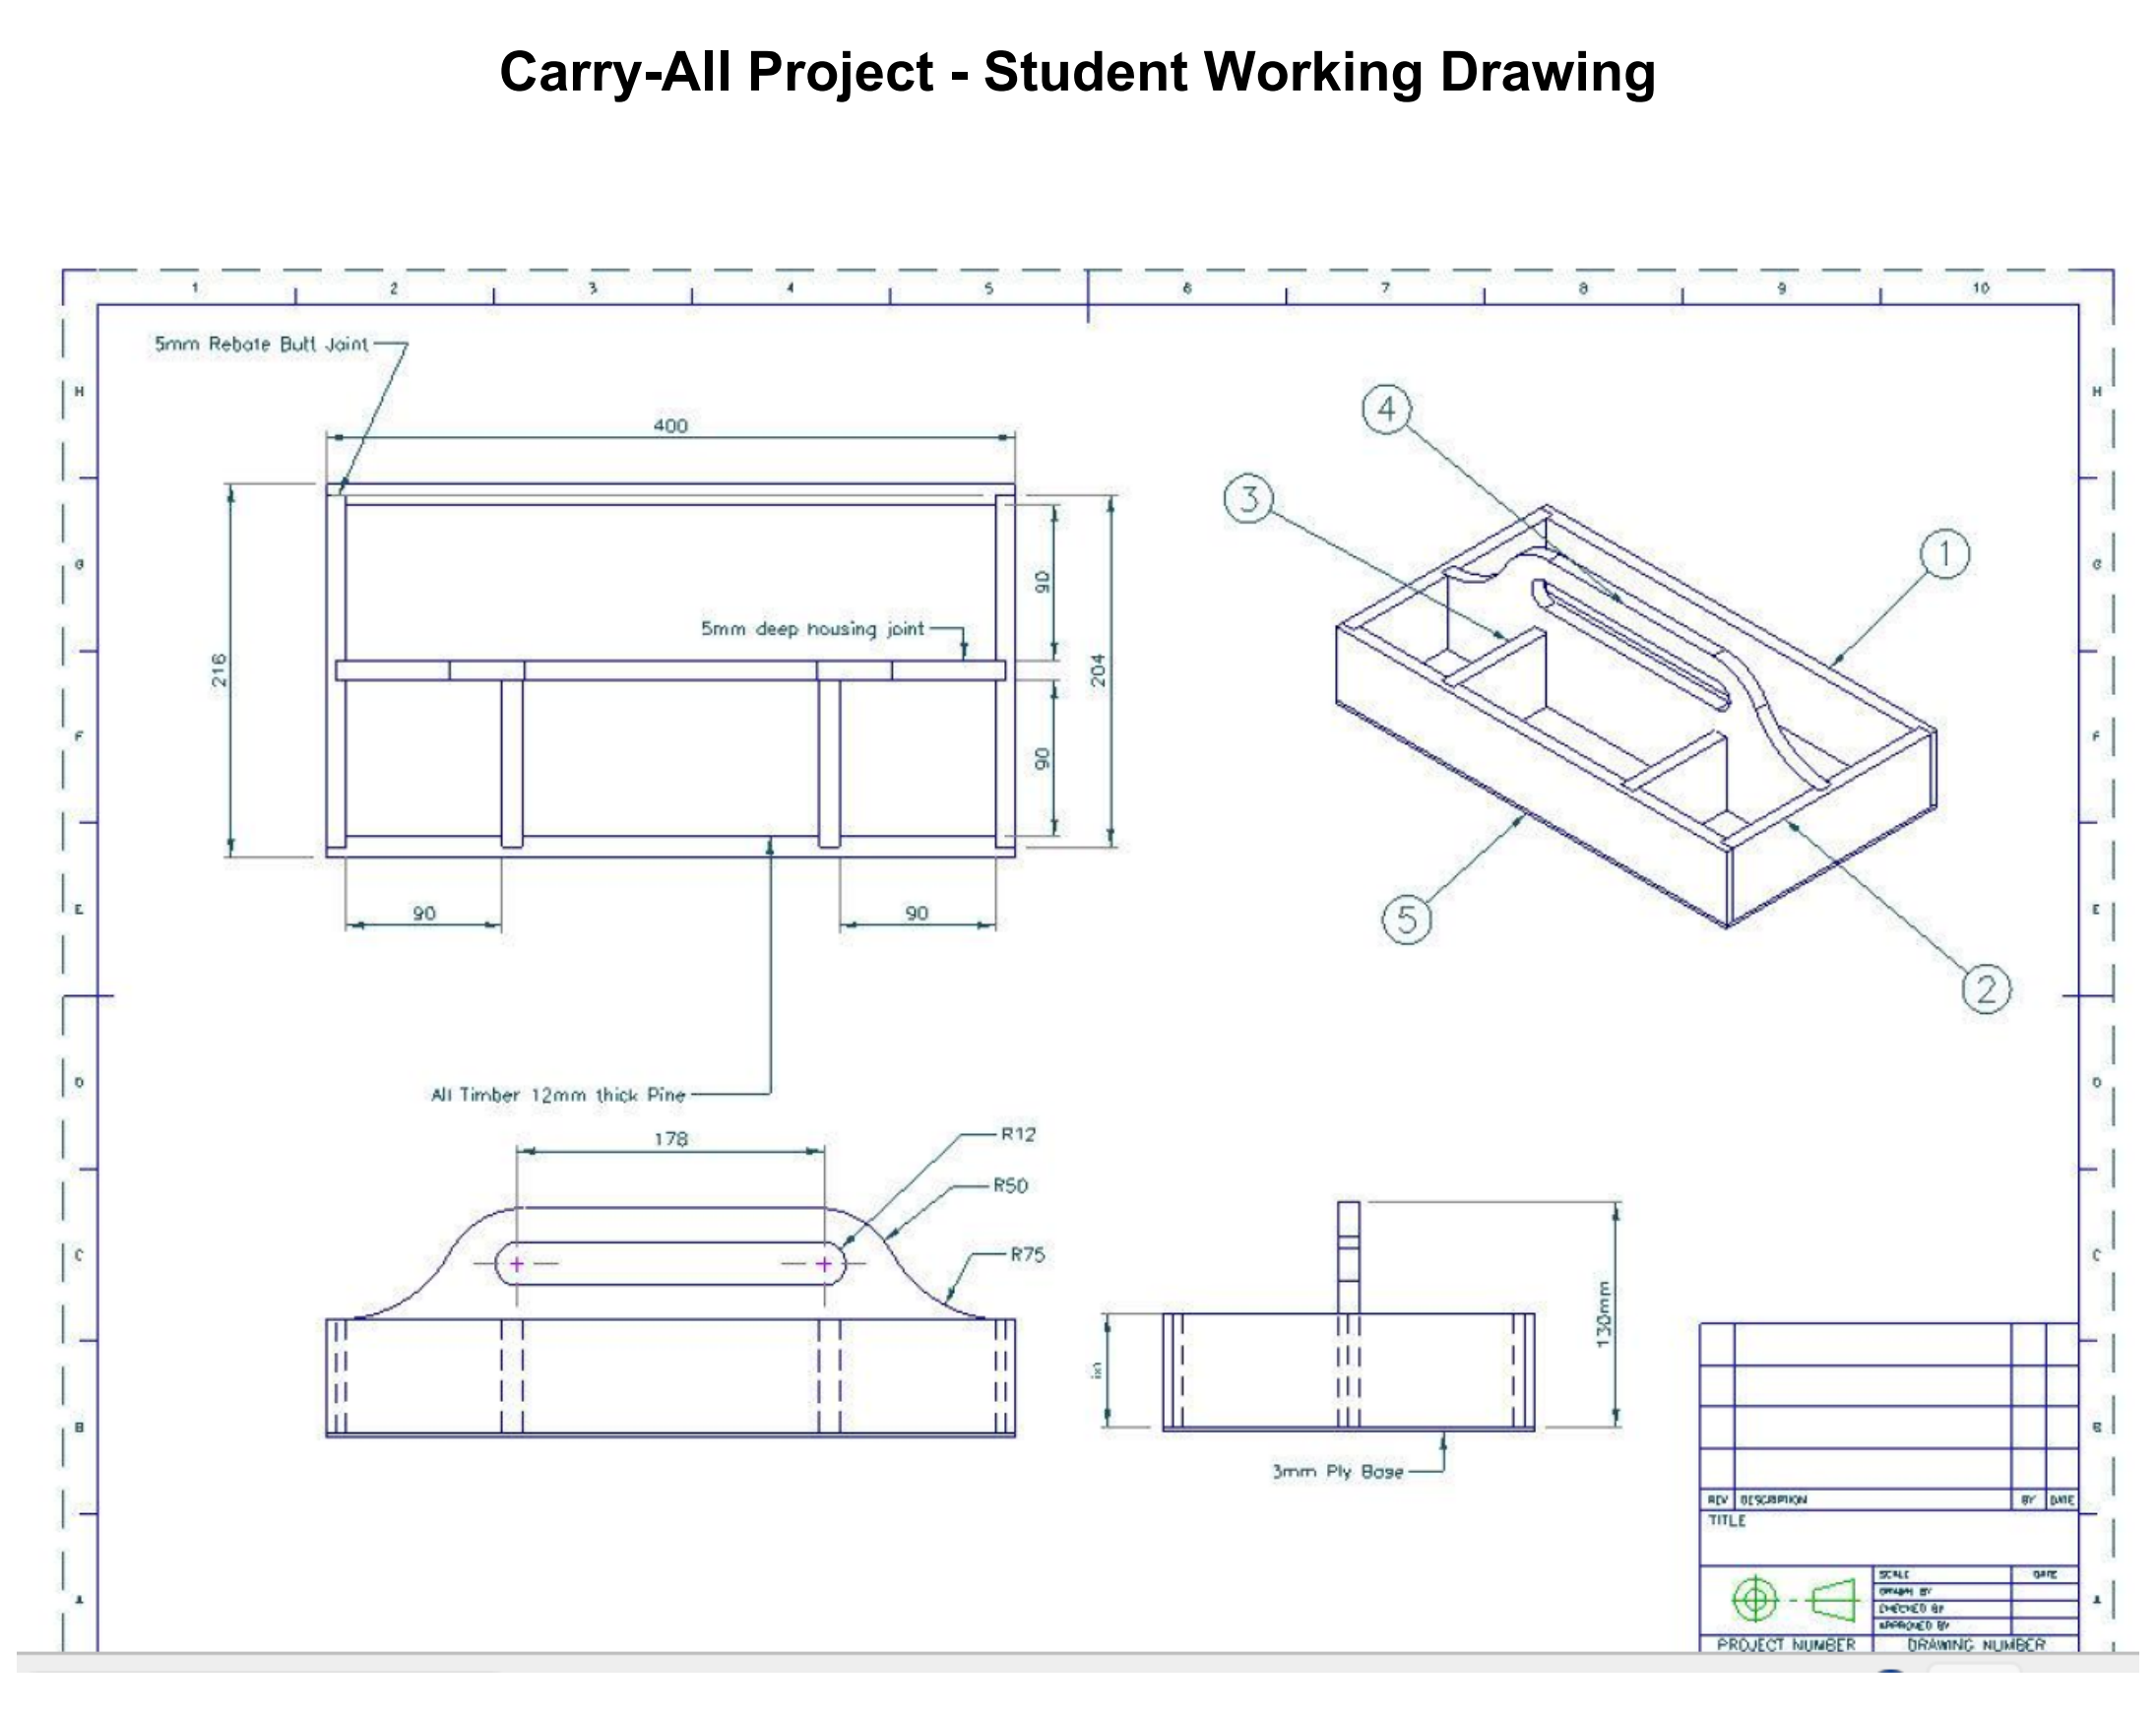 Carry-All Project - Student Working Drawing
1 2 3 4 5 6 7 8 9 10
5mm Rebate Butt Joint
H H
4
400
3
1
G G
90
5mm deep housing joint
216
204
F F
90
5
90 90
E E
2
D D
All Timber 12mm thick Pine
178
R12
R50
R75
C C
130mm
B B
3mm Ply Base
REV DESCRIPTION BY DATE
TITLE
SCALE DATE
DRAWN BY
CHECKED BY
APPROVED BY
A A
PROJECT NUMBER DRAWING NUMBER